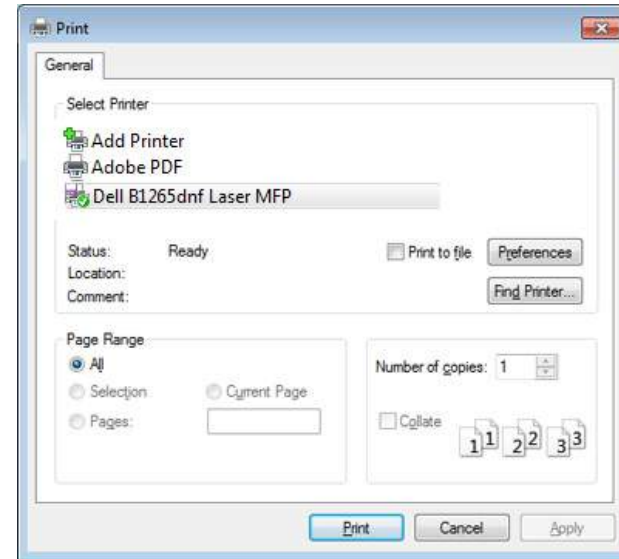 Print
General
Select Printer
Add Printer
Adobe PDF
Dell B1265dnf Laser MFP
Status: Ready
Print to file
Preferences
Location:
Comment:
Find Printer...
Page Range
All
Selection
Current Page
Pages:
Number of copies: 1
Collate
1 1 2 2 3 3
Print
Cancel
Apply